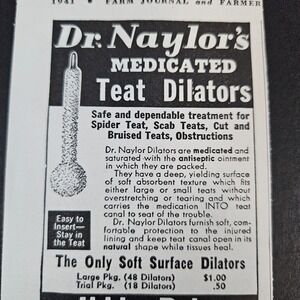 1941 ★ FARM JOURNAL and FARMER
Dr. Naylor's
MEDICATED
Teat Dilators
Safe and dependable treatment for
Spider Teat, Scab Teats, Cut and
Bruised Teats, Obstructions
Dr. Naylor Dilators are medicated and
saturated with the antiseptic ointment
in which they are packed.
They have a deep, yielding surface
of soft absorbent texture which fits
either large or small teats without
overstretching or tearing and which
carries the medication INTO teat
canal to seat of the trouble.
Dr. Naylor Dilators furnish soft, com-
fortable protection to the injured
lining and keep teat canal open in its
natural shape while tissues heal.
Easy to
Insert—
Stay in
the Teat
The Only Soft Surface Dilators
Large Pkg. (48 Dilators) $1.00
Trial Pkg. (18 Dilators) .50